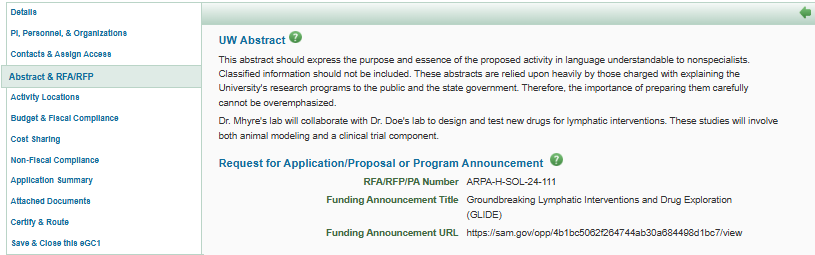 Details
PI, Personnel, & Organizations
Contacts & Assign Access
Abstract & RFA/RFP
Activity Locations
Budget & Fiscal Compliance
Cost Sharing
Non-Fiscal Compliance
Application Summary
Attached Documents
Certify & Route
Save & Close this eGC1
UW Abstract ?
This abstract should express the purpose and essence of the proposed activity in language understandable to nonspecialists.
Classified information should not be included. These abstracts are relied upon heavily by those charged with explaining the
University's research programs to the public and the state government. Therefore, the importance of preparing them carefully
cannot be overemphasized.
Dr. Mhyre's lab will collaborate with Dr. Doe's lab to design and test new drugs for lymphatic interventions. These studies will involve
both animal modeling and a clinical trial component.
Request for Application/Proposal or Program Announcement ?
RFA/RFP/PA Number ARPA-H-SOL-24-111
Funding Announcement Title Groundbreaking Lymphatic Interventions and Drug Exploration
(GLIDE)
Funding Announcement URL https://sam.gov/opp/4b1bc5062f264744ab30a684498d1bc7/view